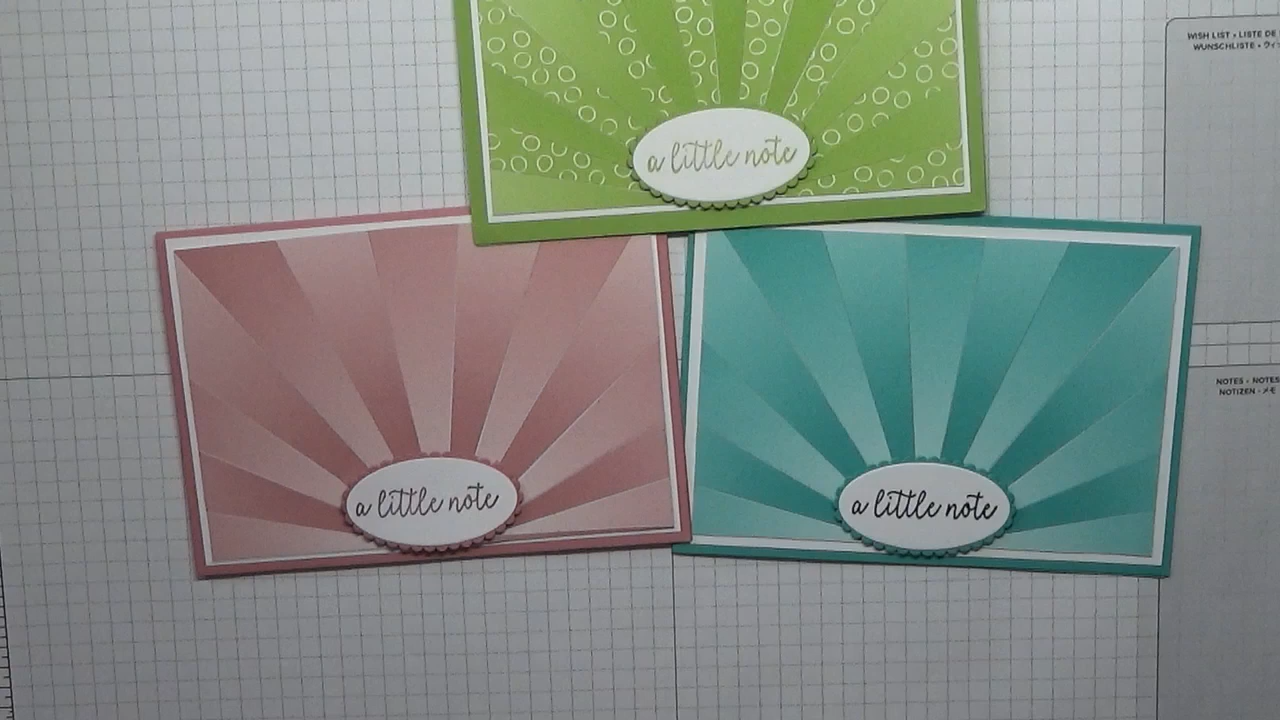 WISH LIST • LISTE DE
WUNSCHLISTE •
a little note
a little note
a little note
NOTES • NOTES
NOTIZEN • メモ